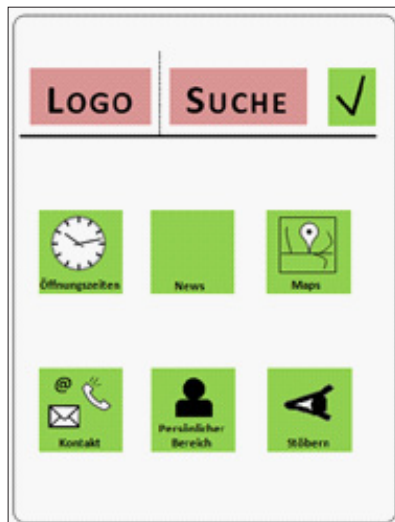 LOGO
SUCHE
Öffnungszeiten
News
Maps
@
Kontakt
Persönlicher
Bereich
Stöbern